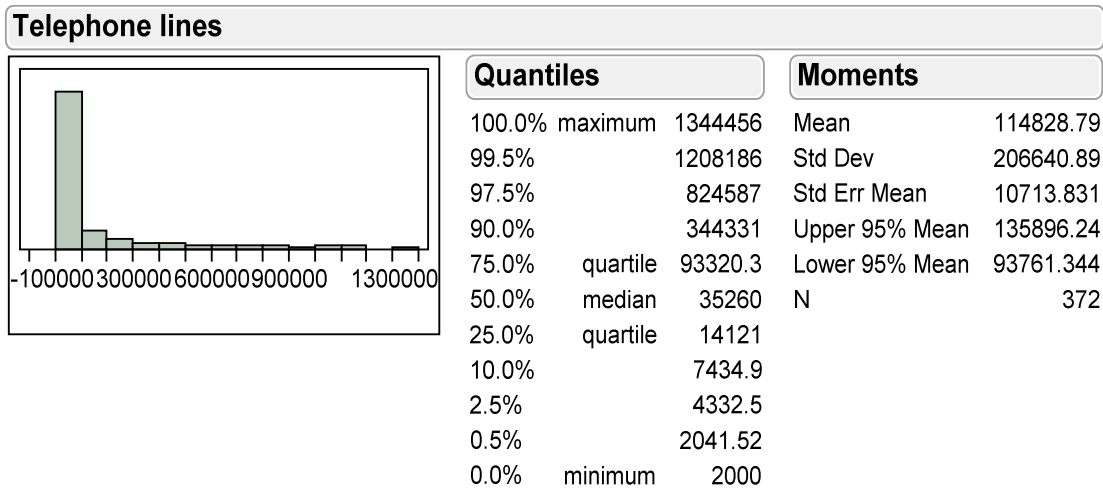 Telephone lines
-100000 300000 600000 900000 1300000
Quantiles
100.0% maximum 1344456
99.5% 1208186
97.5% 824587
90.0% 344331
75.0% quartile 93320.3
50.0% median 35260
25.0% quartile 14121
10.0% 7434.9
2.5% 4332.5
0.5% 2041.52
0.0% minimum 2000
Moments
Mean 114828.79
Std Dev 206640.89
Std Err Mean 10713.831
Upper 95% Mean 135896.24
Lower 95% Mean 93761.344
N 372